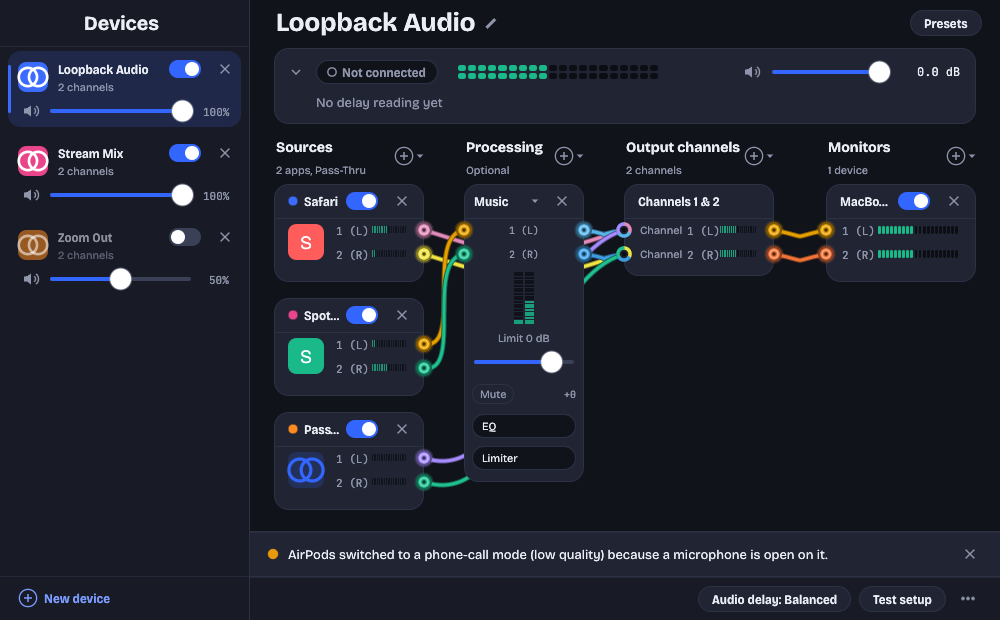 Devices
Loopback Audio
2 channels
100%
Stream Mix
2 channels
100%
Zoom Out
2 channels
50%
New device
Loopback Audio
Presets
Not connected
0.0 dB
No delay reading yet
Sources
2 apps, Pass-Thru
Processing
Optional
Output channels
2 channels
Monitors
1 device
Safari
S
1 (L)
2 (R)
Spot...
S
1 (L)
2 (R)
Pass...
1 (L)
2 (R)
Music
1 (L)
2 (R)
Limit 0 dB
Mute +0
EQ
Limiter
Channels 1 & 2
Channel 1 (L)
Channel 2 (R)
MacBo...
1 (L)
2 (R)
AirPods switched to a phone-call mode (low quality) because a microphone is open on it.
Audio delay: Balanced
Test setup